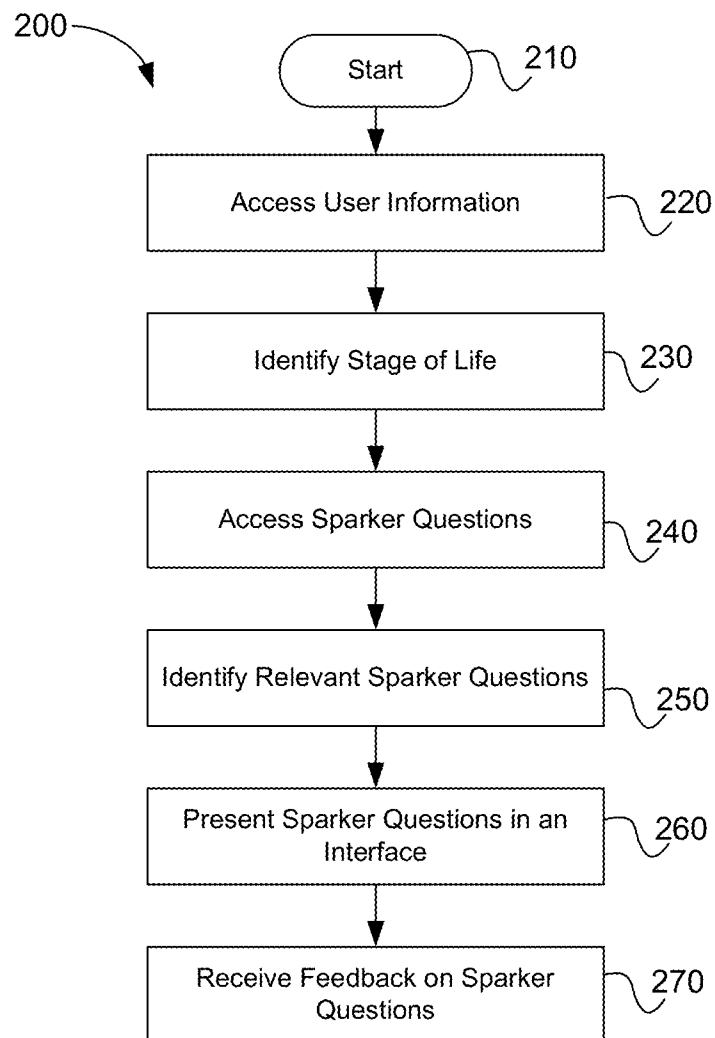 200
Start
210
Access User Information
220
Identify Stage of Life
230
Access Sparker Questions
240
Identify Relevant Sparker Questions
250
Present Sparker Questions in an
Interface
260
Receive Feedback on Sparker
Questions
270